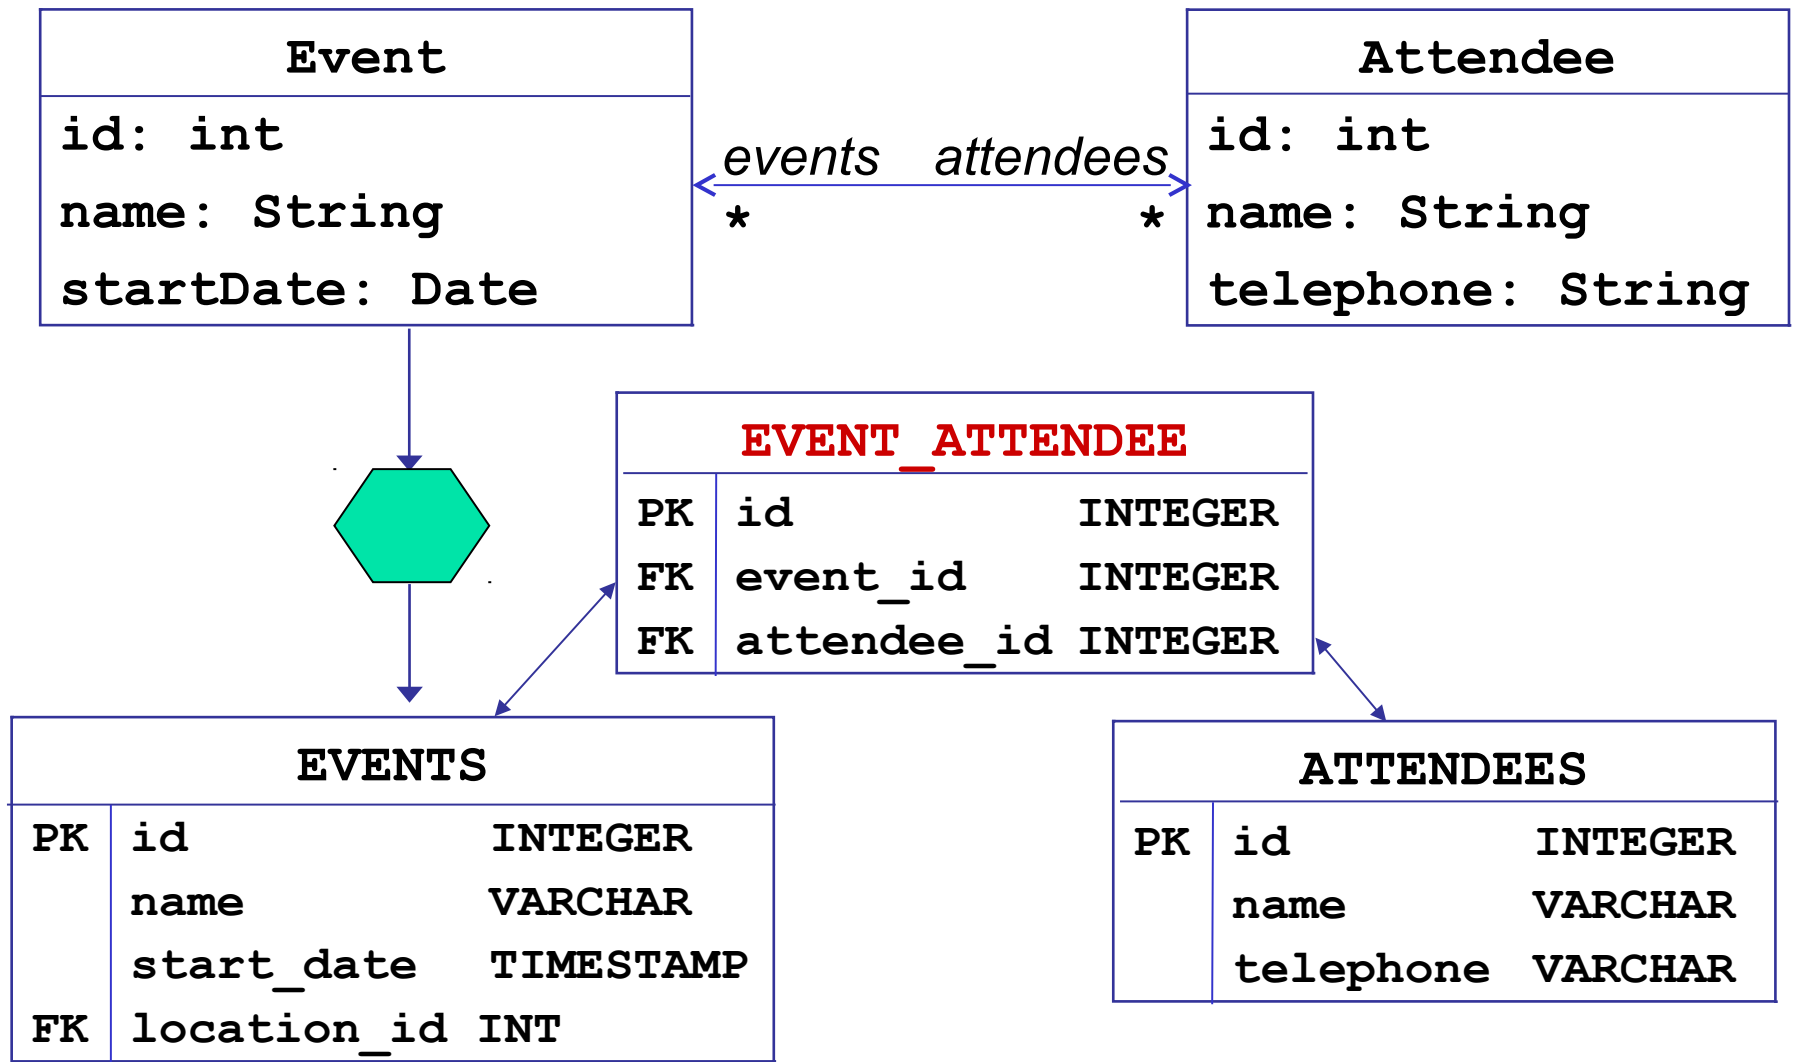 Event
id: int
name: String
startDate: Date
events attendees
* *
Attendee
id: int
name: String
telephone: String
EVENT_ATTENDEE
PK id INTEGER
FK event_id INTEGER
FK attendee_id INTEGER
EVENTS
PK id INTEGER
name VARCHAR
start_date TIMESTAMP
FK location_id INT
ATTENDEES
PK id INTEGER
name VARCHAR
telephone VARCHAR